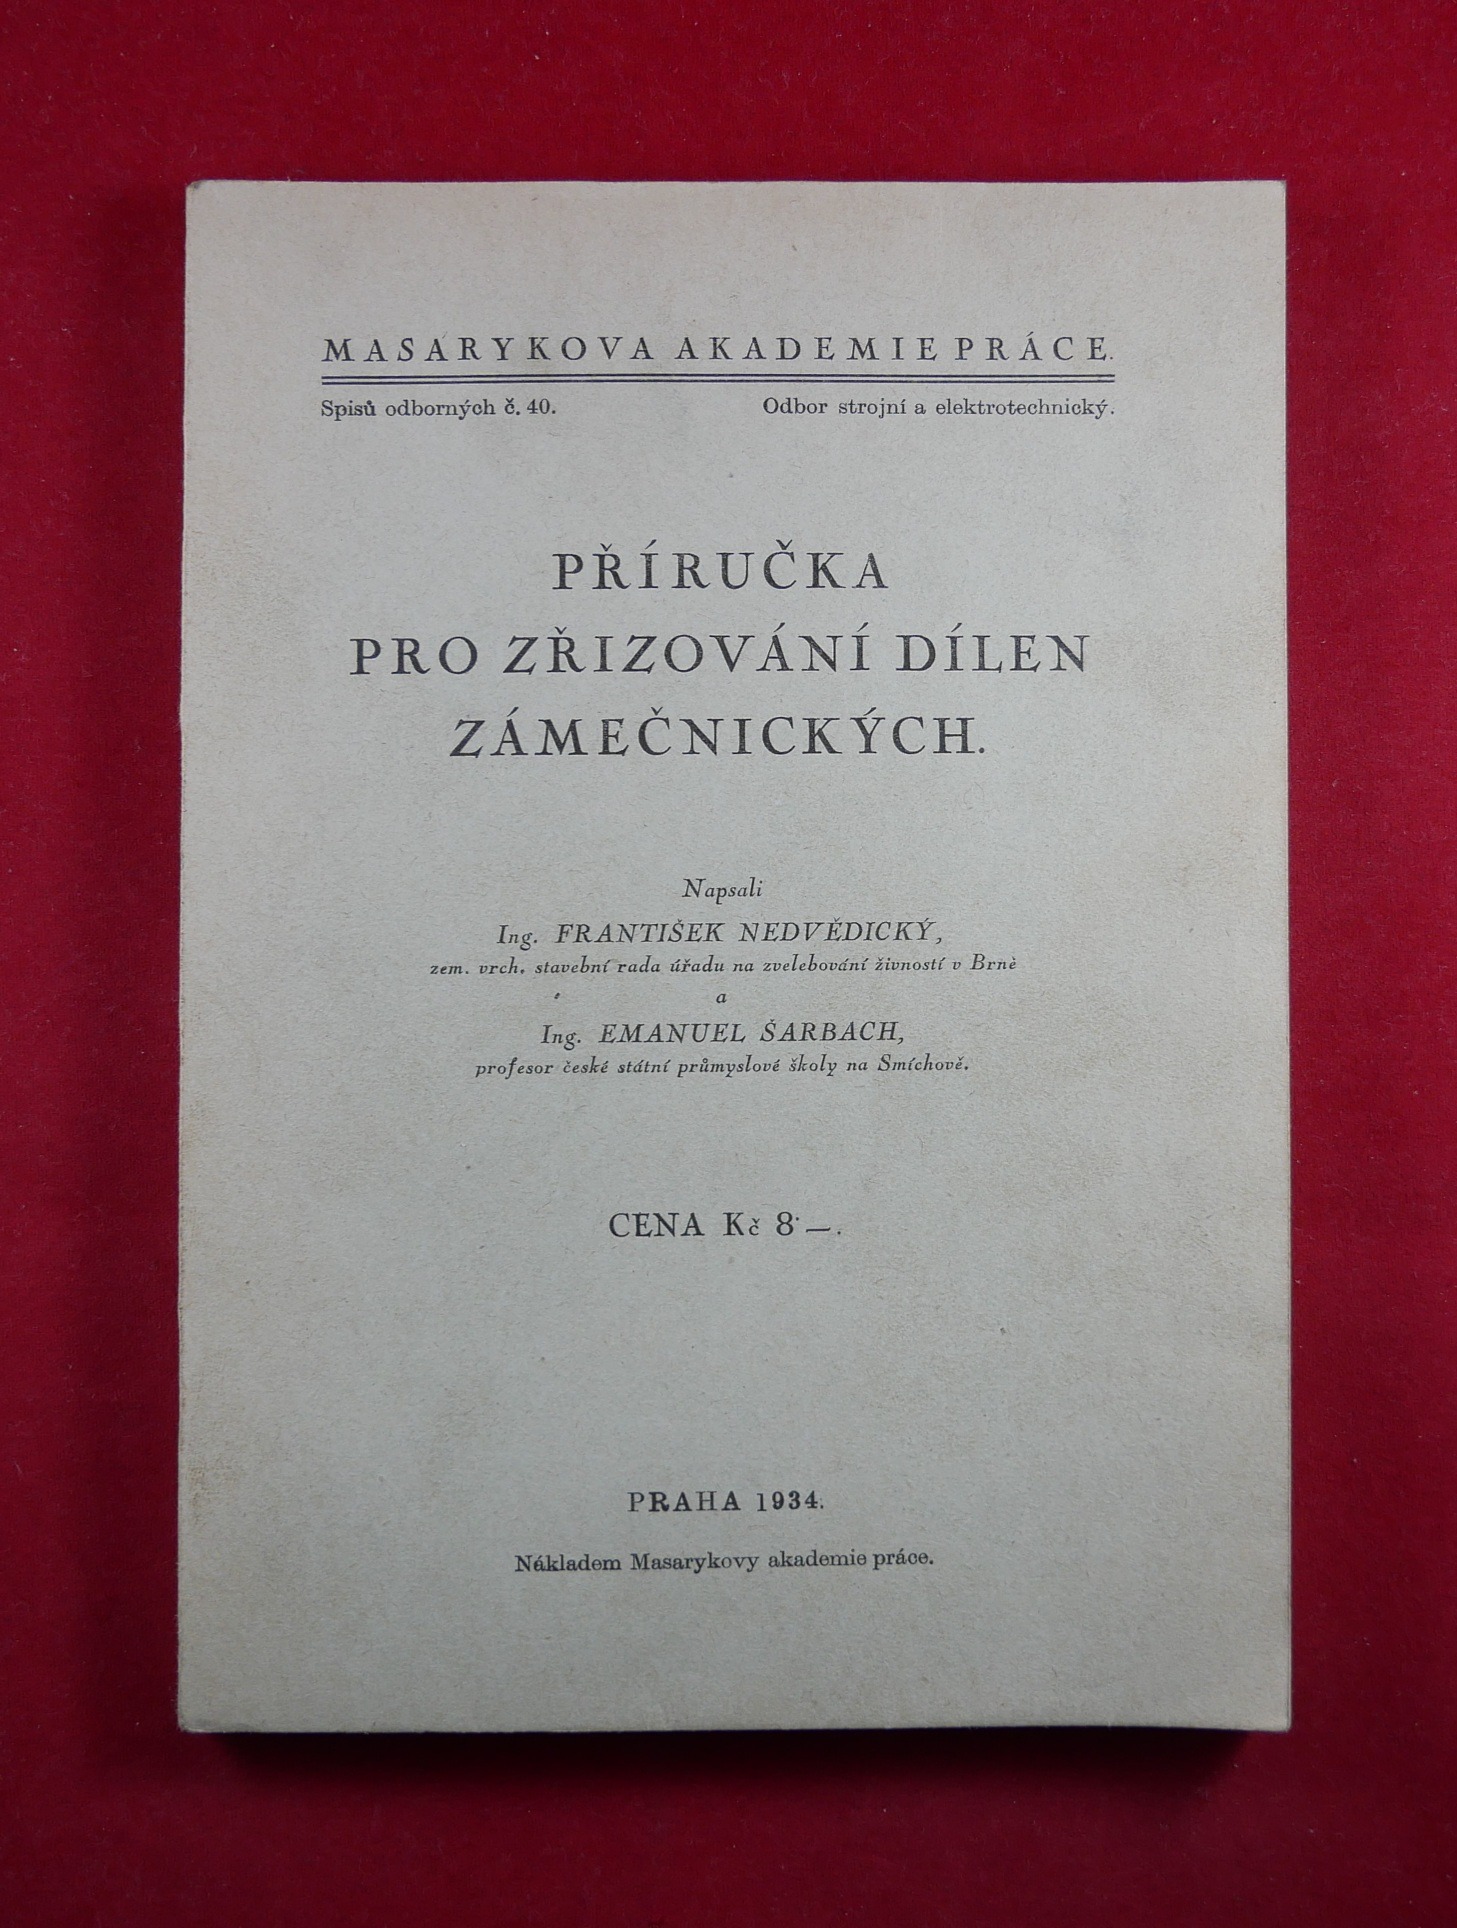 MASARYKOVA AKADEMIE PRÁCE.
Spisů odborných č. 40. Odbor strojní a elektrotechnický.
PŘÍRUČKA
PRO ZŘIZOVÁNÍ DÍLEN
ZÁMEČNICKÝCH.
Napsali
Ing. FRANTIŠEK NEDVĚDICKÝ,
zem. vrch. stavební rada úřadu na zvelebování živností v Brně
a
Ing. EMANUEL ŠARBACH,
profesor české státní průmyslové školy na Smíchově.
CENA Kč 8·—.
PRAHA 1934.
Nákladem Masarykovy akademie práce.